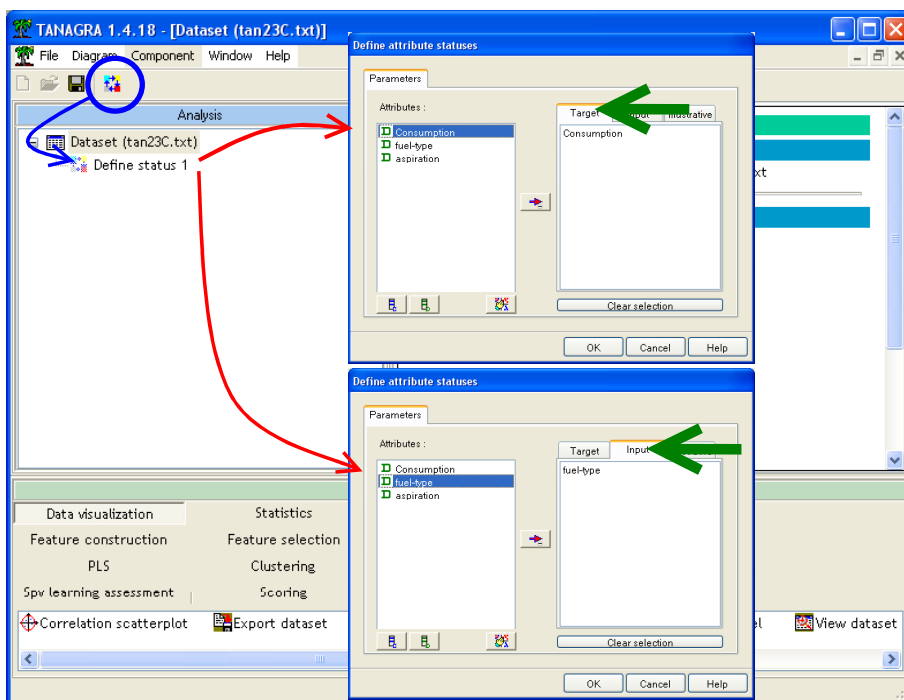 TANAGRA 1.4.18 - [Dataset (tan23C.txt)]
File Diagram Component Window Help
Analysis
Dataset (tan23C.txt)
Define status 1
xt
Define attribute statuses
Parameters
Attributes :
Consumption
fuel-type
aspiration
Target Illustrative
Consumption
Clear selection
OK Cancel Help
Define attribute statuses
Parameters
Attributes :
Consumption
fuel-type
aspiration
Target Input
fuel-type
Clear selection
OK Cancel Help
Data visualization Statistics
Feature construction Feature selection
PLS Clustering
Spv learning assessment Scoring
Correlation scatterplot Export dataset el View dataset